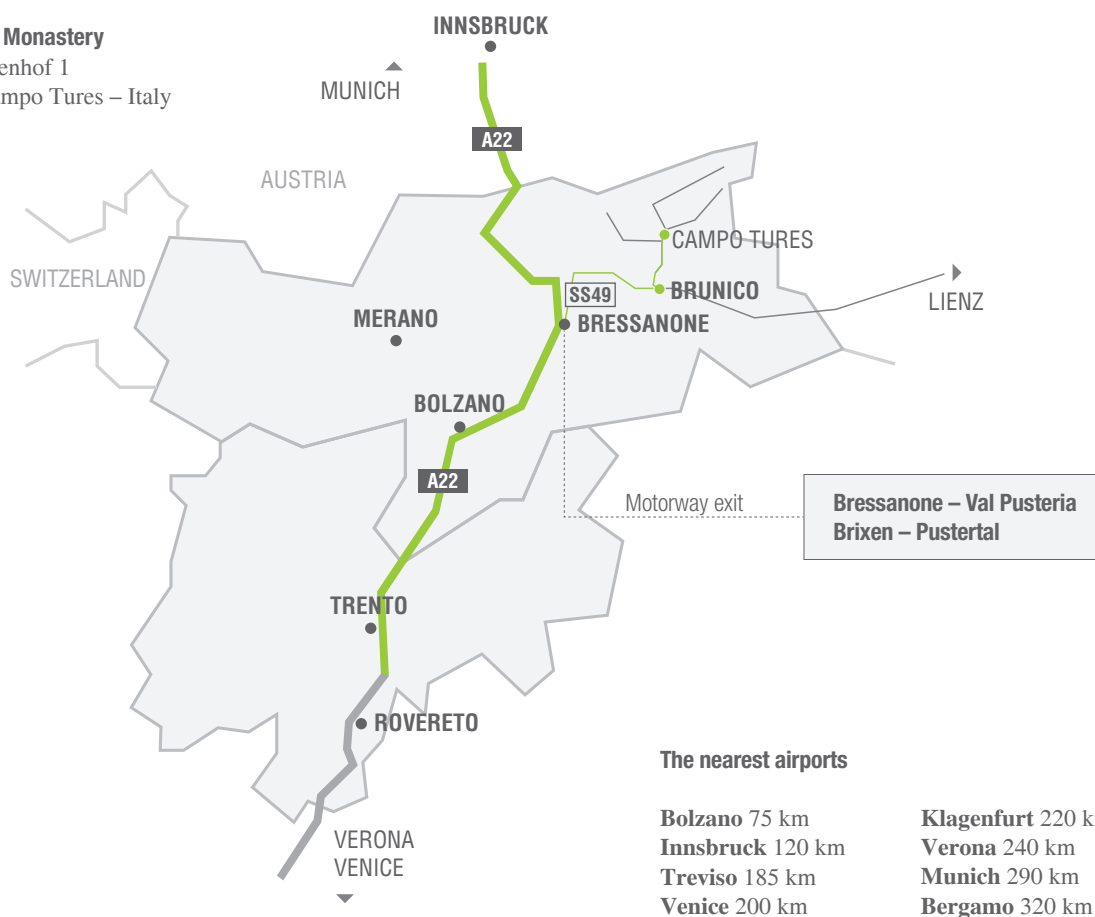 Monastery
enhof 1
mpo Tures – Italy
INNSBRUCK
MUNICH
A22
AUSTRIA
SWITZERLAND
CAMPO TURES
SS49
BRUNICO
LIENZ
BRESSANONE
MERANO
BOLZANO
A22
Motorway exit
Bressanone – Val Pusteria
Brixen – Pustertal
TRENTO
ROVERETO
VERONA
VENICE
The nearest airports
Bolzano 75 km
Innsbruck 120 km
Treviso 185 km
Venice 200 km
Klagenfurt 220 k
Verona 240 km
Munich 290 km
Bergamo 320 km